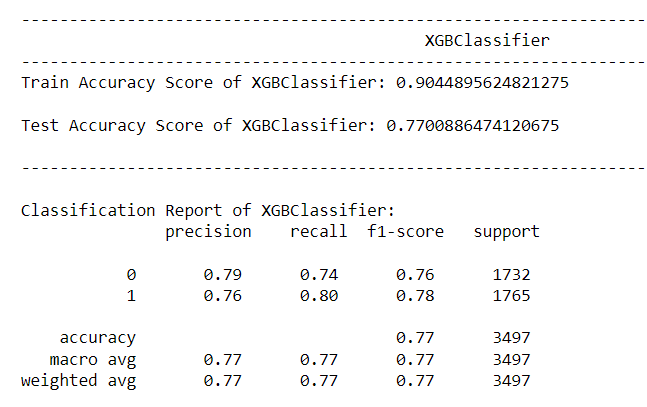 ----------------------------------------------------------------
XGBClassifier
----------------------------------------------------------------
Train Accuracy Score of XGBClassifier: 0.9044895624821275
Test Accuracy Score of XGBClassifier: 0.7700886474120675
----------------------------------------------------------------
Classification Report of XGBClassifier:
precision recall f1-score support
0 0.79 0.74 0.76 1732
1 0.76 0.80 0.78 1765
accuracy 0.77 3497
macro avg 0.77 0.77 0.77 3497
weighted avg 0.77 0.77 0.77 3497